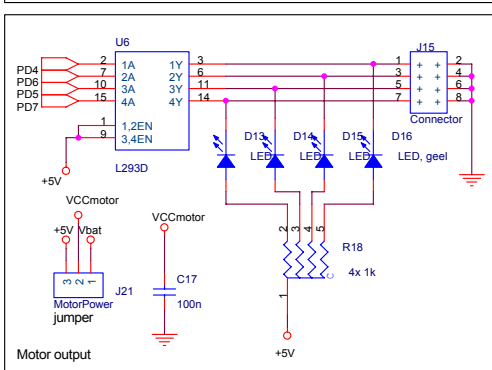 U6
J15
PD4
PD6
PD5
PD7
2 1A 1Y 3
7 2A 2Y 6
10 3A 3Y 11
15 4A 4Y 14
1 1,2EN
9 3,4EN
L293D
+5V
1 + + 2
3 + + 4
5 + + 6
7 + + 8
Connector
D13 D14 D15 D16
LED LED LED LED, geel
VCCmotor
+5V Vbat
3 2 1
J21
MotorPower
jumper
VCCmotor
C17
100n
2 3 4 5
R18
4x 1k
C
1
+5V
Motor output